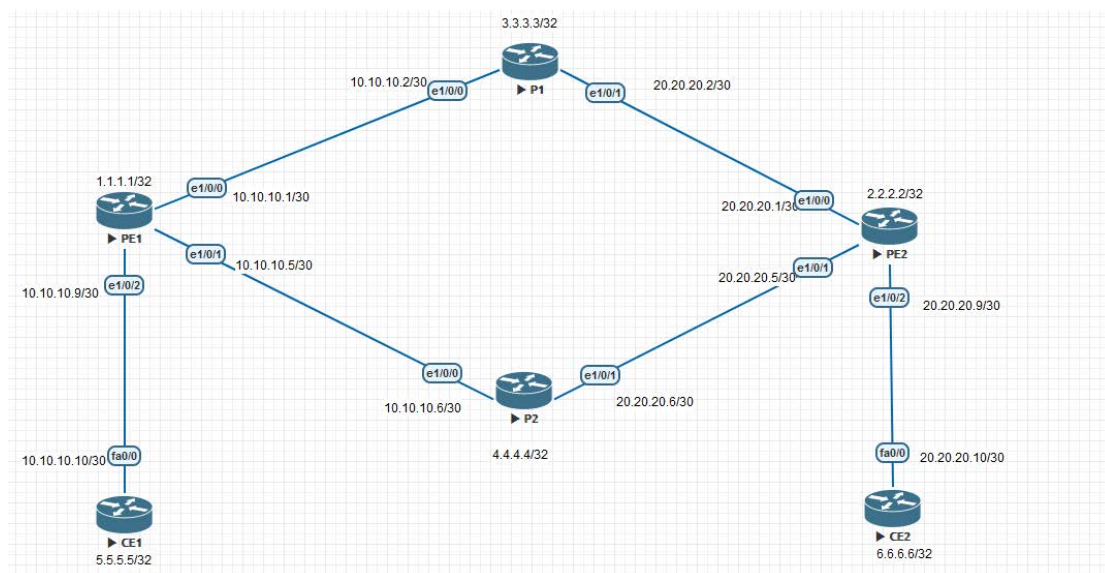 3.3.3.3/32
10.10.10.2/30
e1/0/0
P1
e1/0/1
20.20.20.2/30
1.1.1.1/32
e1/0/0
10.10.10.1/30
PE1
e1/0/1
10.10.10.5/30
10.10.10.9/30
e1/0/2
2.2.2.2/32
e1/0/0
20.20.20.1/30
PE2
e1/0/1
20.20.20.5/30
e1/0/2
20.20.20.9/30
e1/0/0
10.10.10.6/30
P2
e1/0/1
20.20.20.6/30
4.4.4.4/32
10.10.10.10/30
fa0/0
CE1
5.5.5.5/32
fa0/0
20.20.20.10/30
CE2
6.6.6.6/32